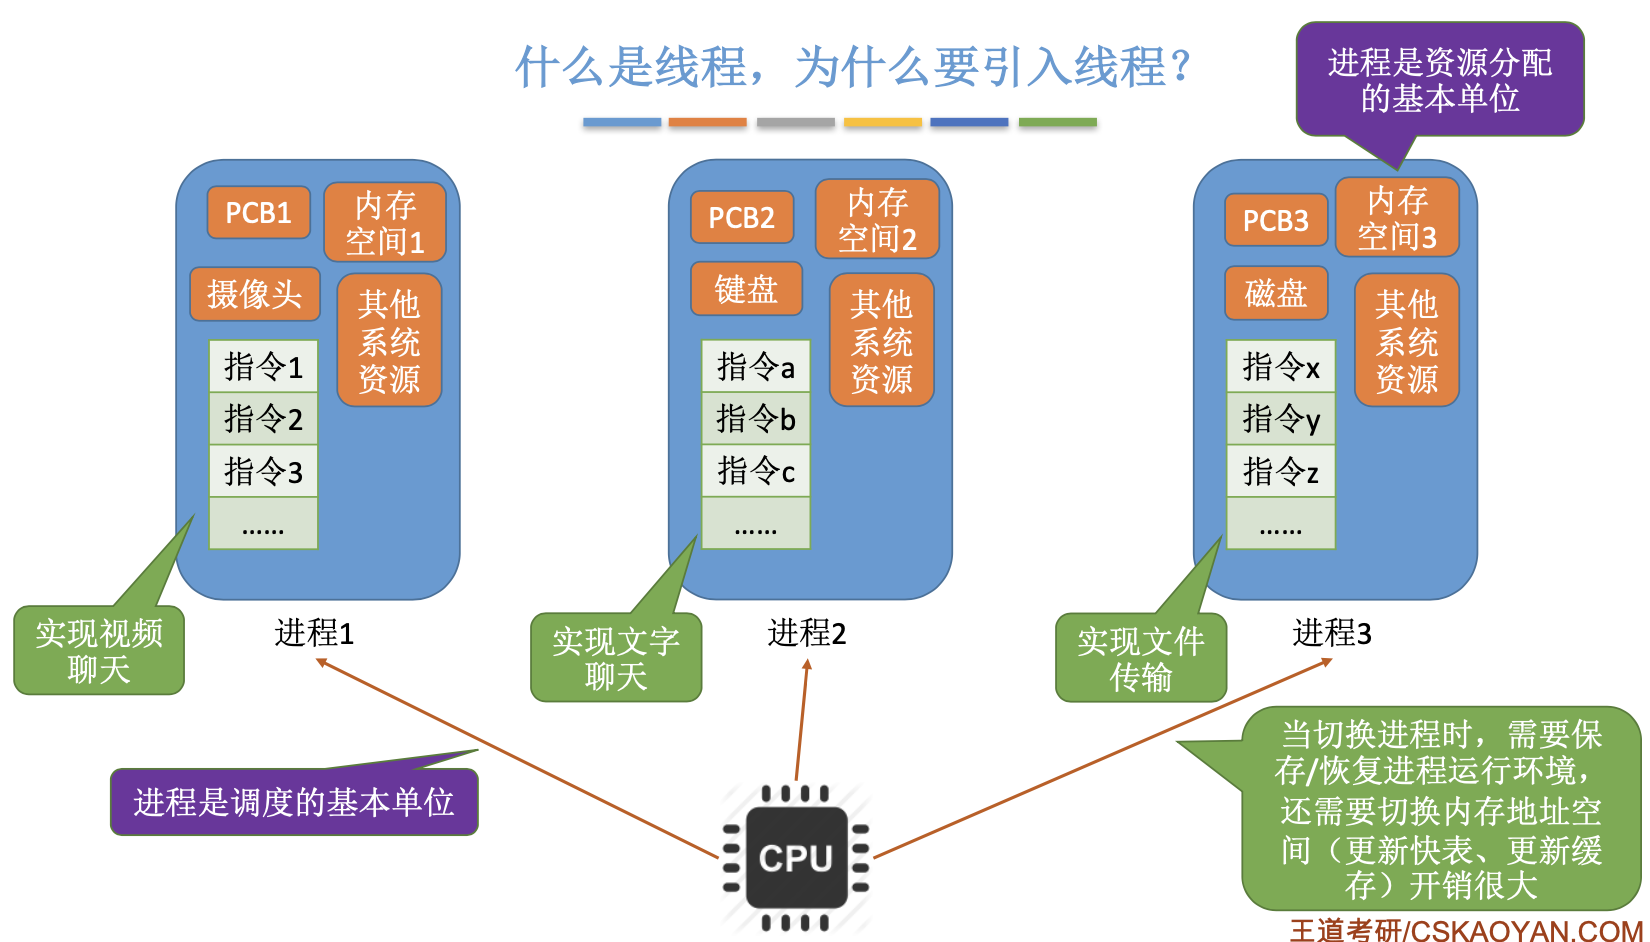 什么是线程，为什么要引入线程？
进程是资源分配
的基本单位
PCB1
内存
空间1
摄像头
其他
系统
资源
指令1
指令2
指令3
……
实现视频
聊天
进程1
PCB2
内存
空间2
键盘
其他
系统
资源
指令a
指令b
指令c
……
实现文字
聊天
进程2
PCB3
内存
空间3
磁盘
其他
系统
资源
指令x
指令y
指令z
……
实现文件
传输
进程3
进程是调度的基本单位
CPU
当切换进程时，需要保
存/恢复进程运行环境，
还需要切换内存地址空
间（更新快表、更新缓
存）开销很大
王道考研/CSKAOYAN.COM